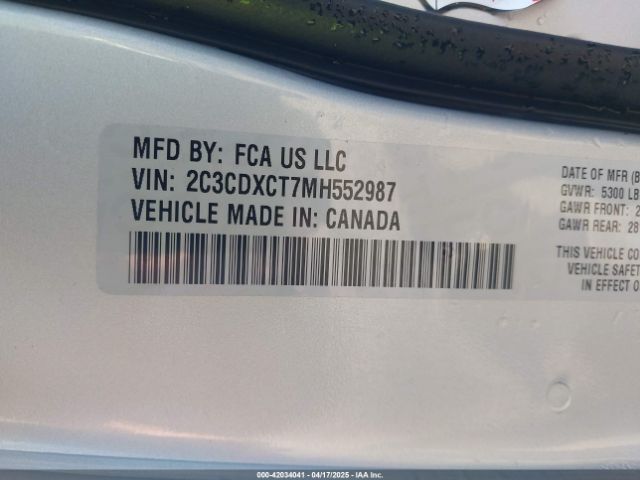 MFD BY: FCA US LLC
VIN: 2C3CDXCT7MH552987
VEHICLE MADE IN: CANADA
DATE OF MFR (B
GVWR: 5300 LB
GAWR FRONT: 2
GAWR REAR: 28
THIS VEHICLE CO
VEHICLE SAFET
IN EFFECT O
000-42034041 - 04/17/2025 - IAA Inc.